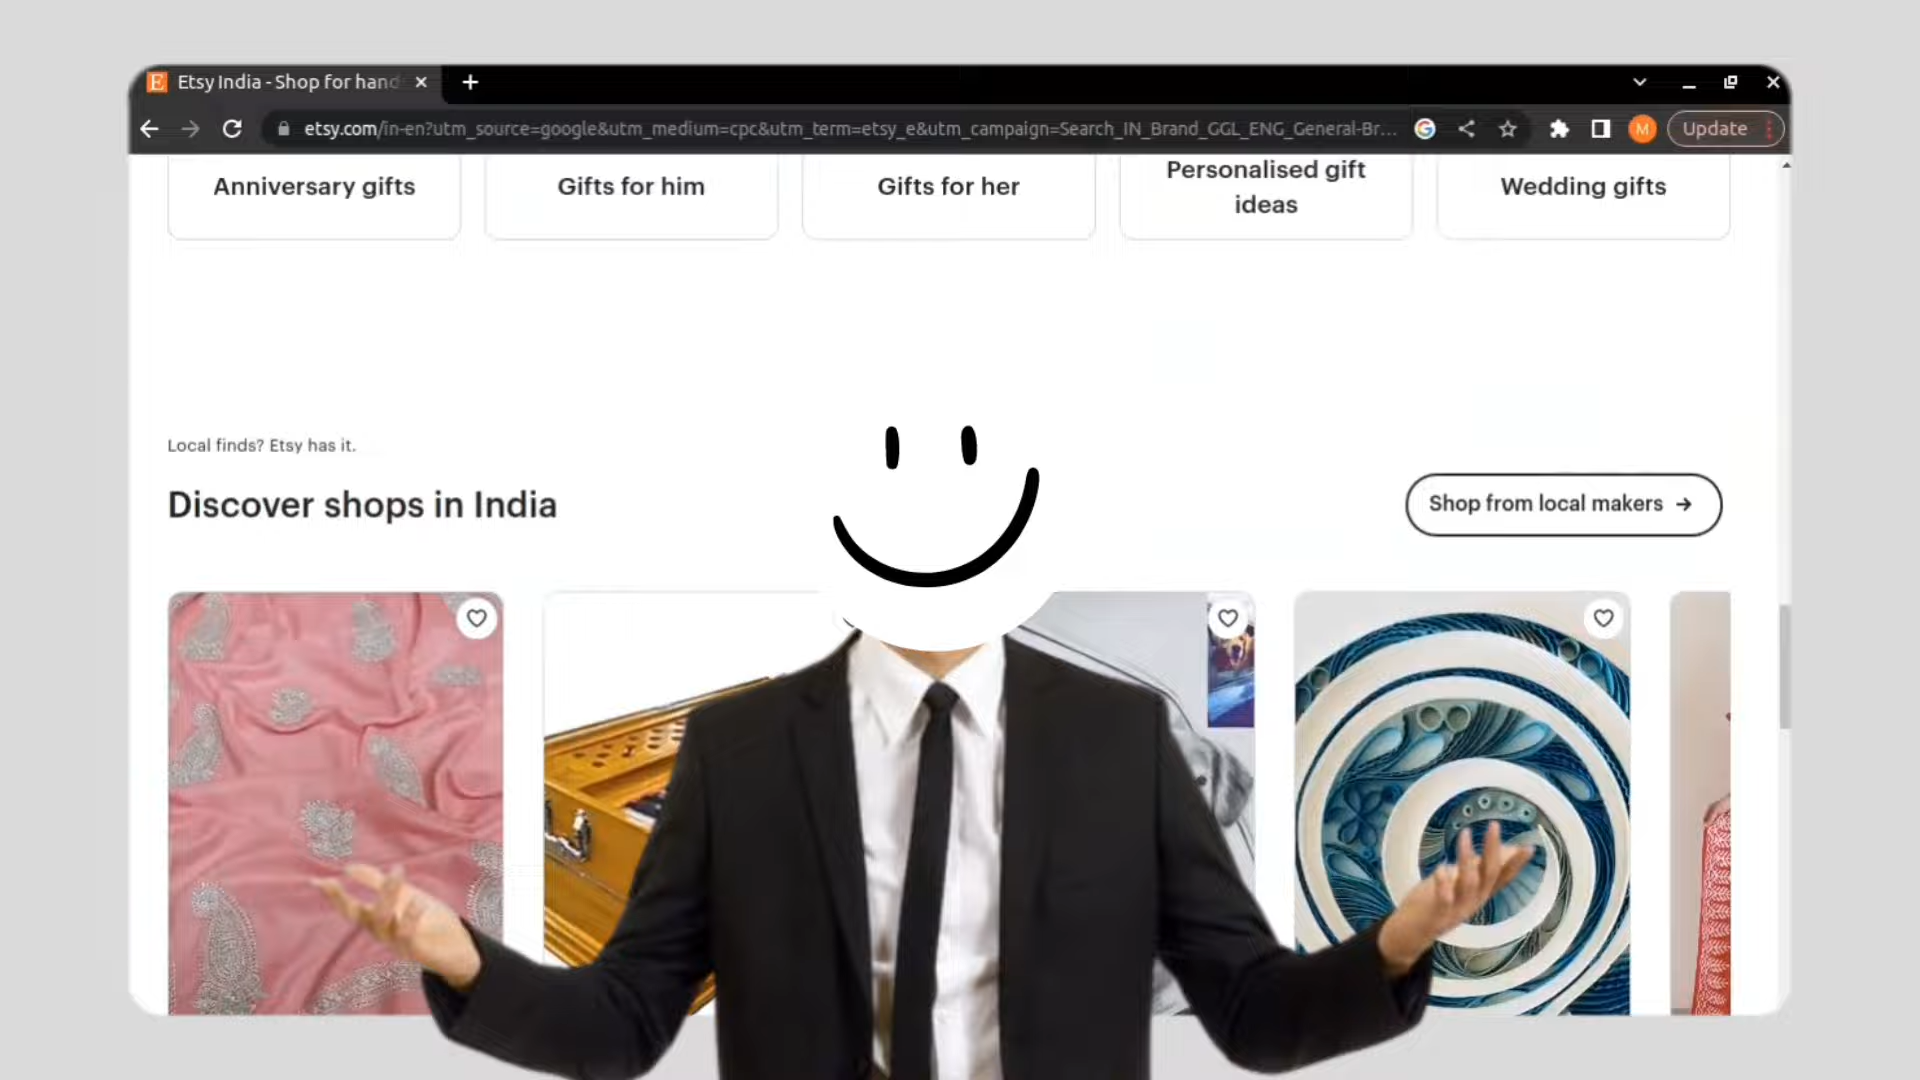 Etsy India - Shop for hand
etsy.com/in-en?utm_source=google&utm_medium=cpc&utm_term=etsy_e&utm_campaign=Search_IN_Brand_GGL_ENG_General-Br...
M
Update
Anniversary gifts
Gifts for him
Gifts for her
Personalised gift
ideas
Wedding gifts
Local finds? Etsy has it.
Discover shops in India
Shop from local makers →